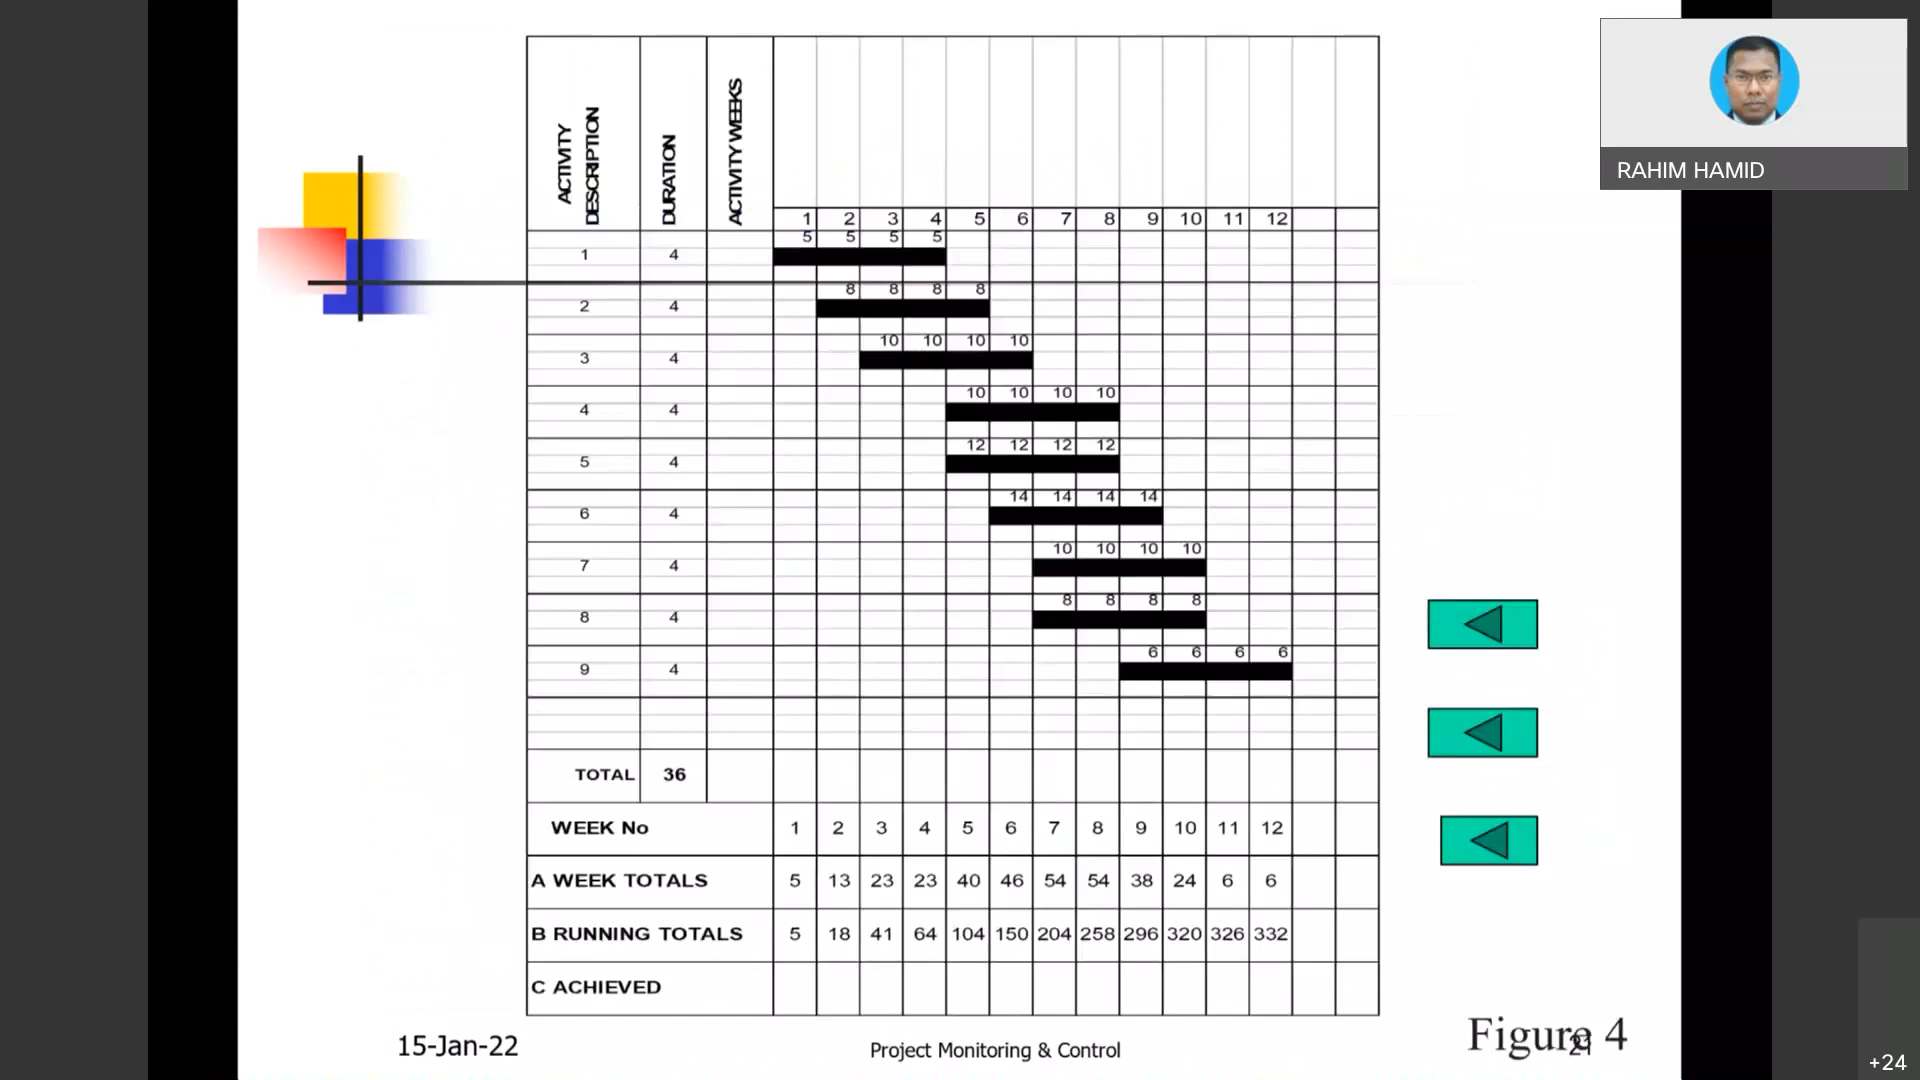 RAHIM HAMID
ACTIVITY
DESCRIPTION
DURATION
ACTIVITY WEEKS
1 2 3 4 5 6 7 8 9 10 11 12
5 5 5 5
1 4
8 8 8 8
2 4
10 10 10 10
3 4
10 10 10 10
4 4
12 12 12 12
5 4
14 14 14 14
6 4
10 10 10 10
7 4
8 8 8 8
8 4
6 6 6 6
9 4
TOTAL 36
WEEK No 1 2 3 4 5 6 7 8 9 10 11 12
A WEEK TOTALS 5 13 23 23 40 46 54 54 38 24 6 6
B RUNNING TOTALS 5 18 41 64 104 150 204 258 296 320 326 332
C ACHIEVED
15-Jan-22
Project Monitoring & Control
Figure 4
21
+24